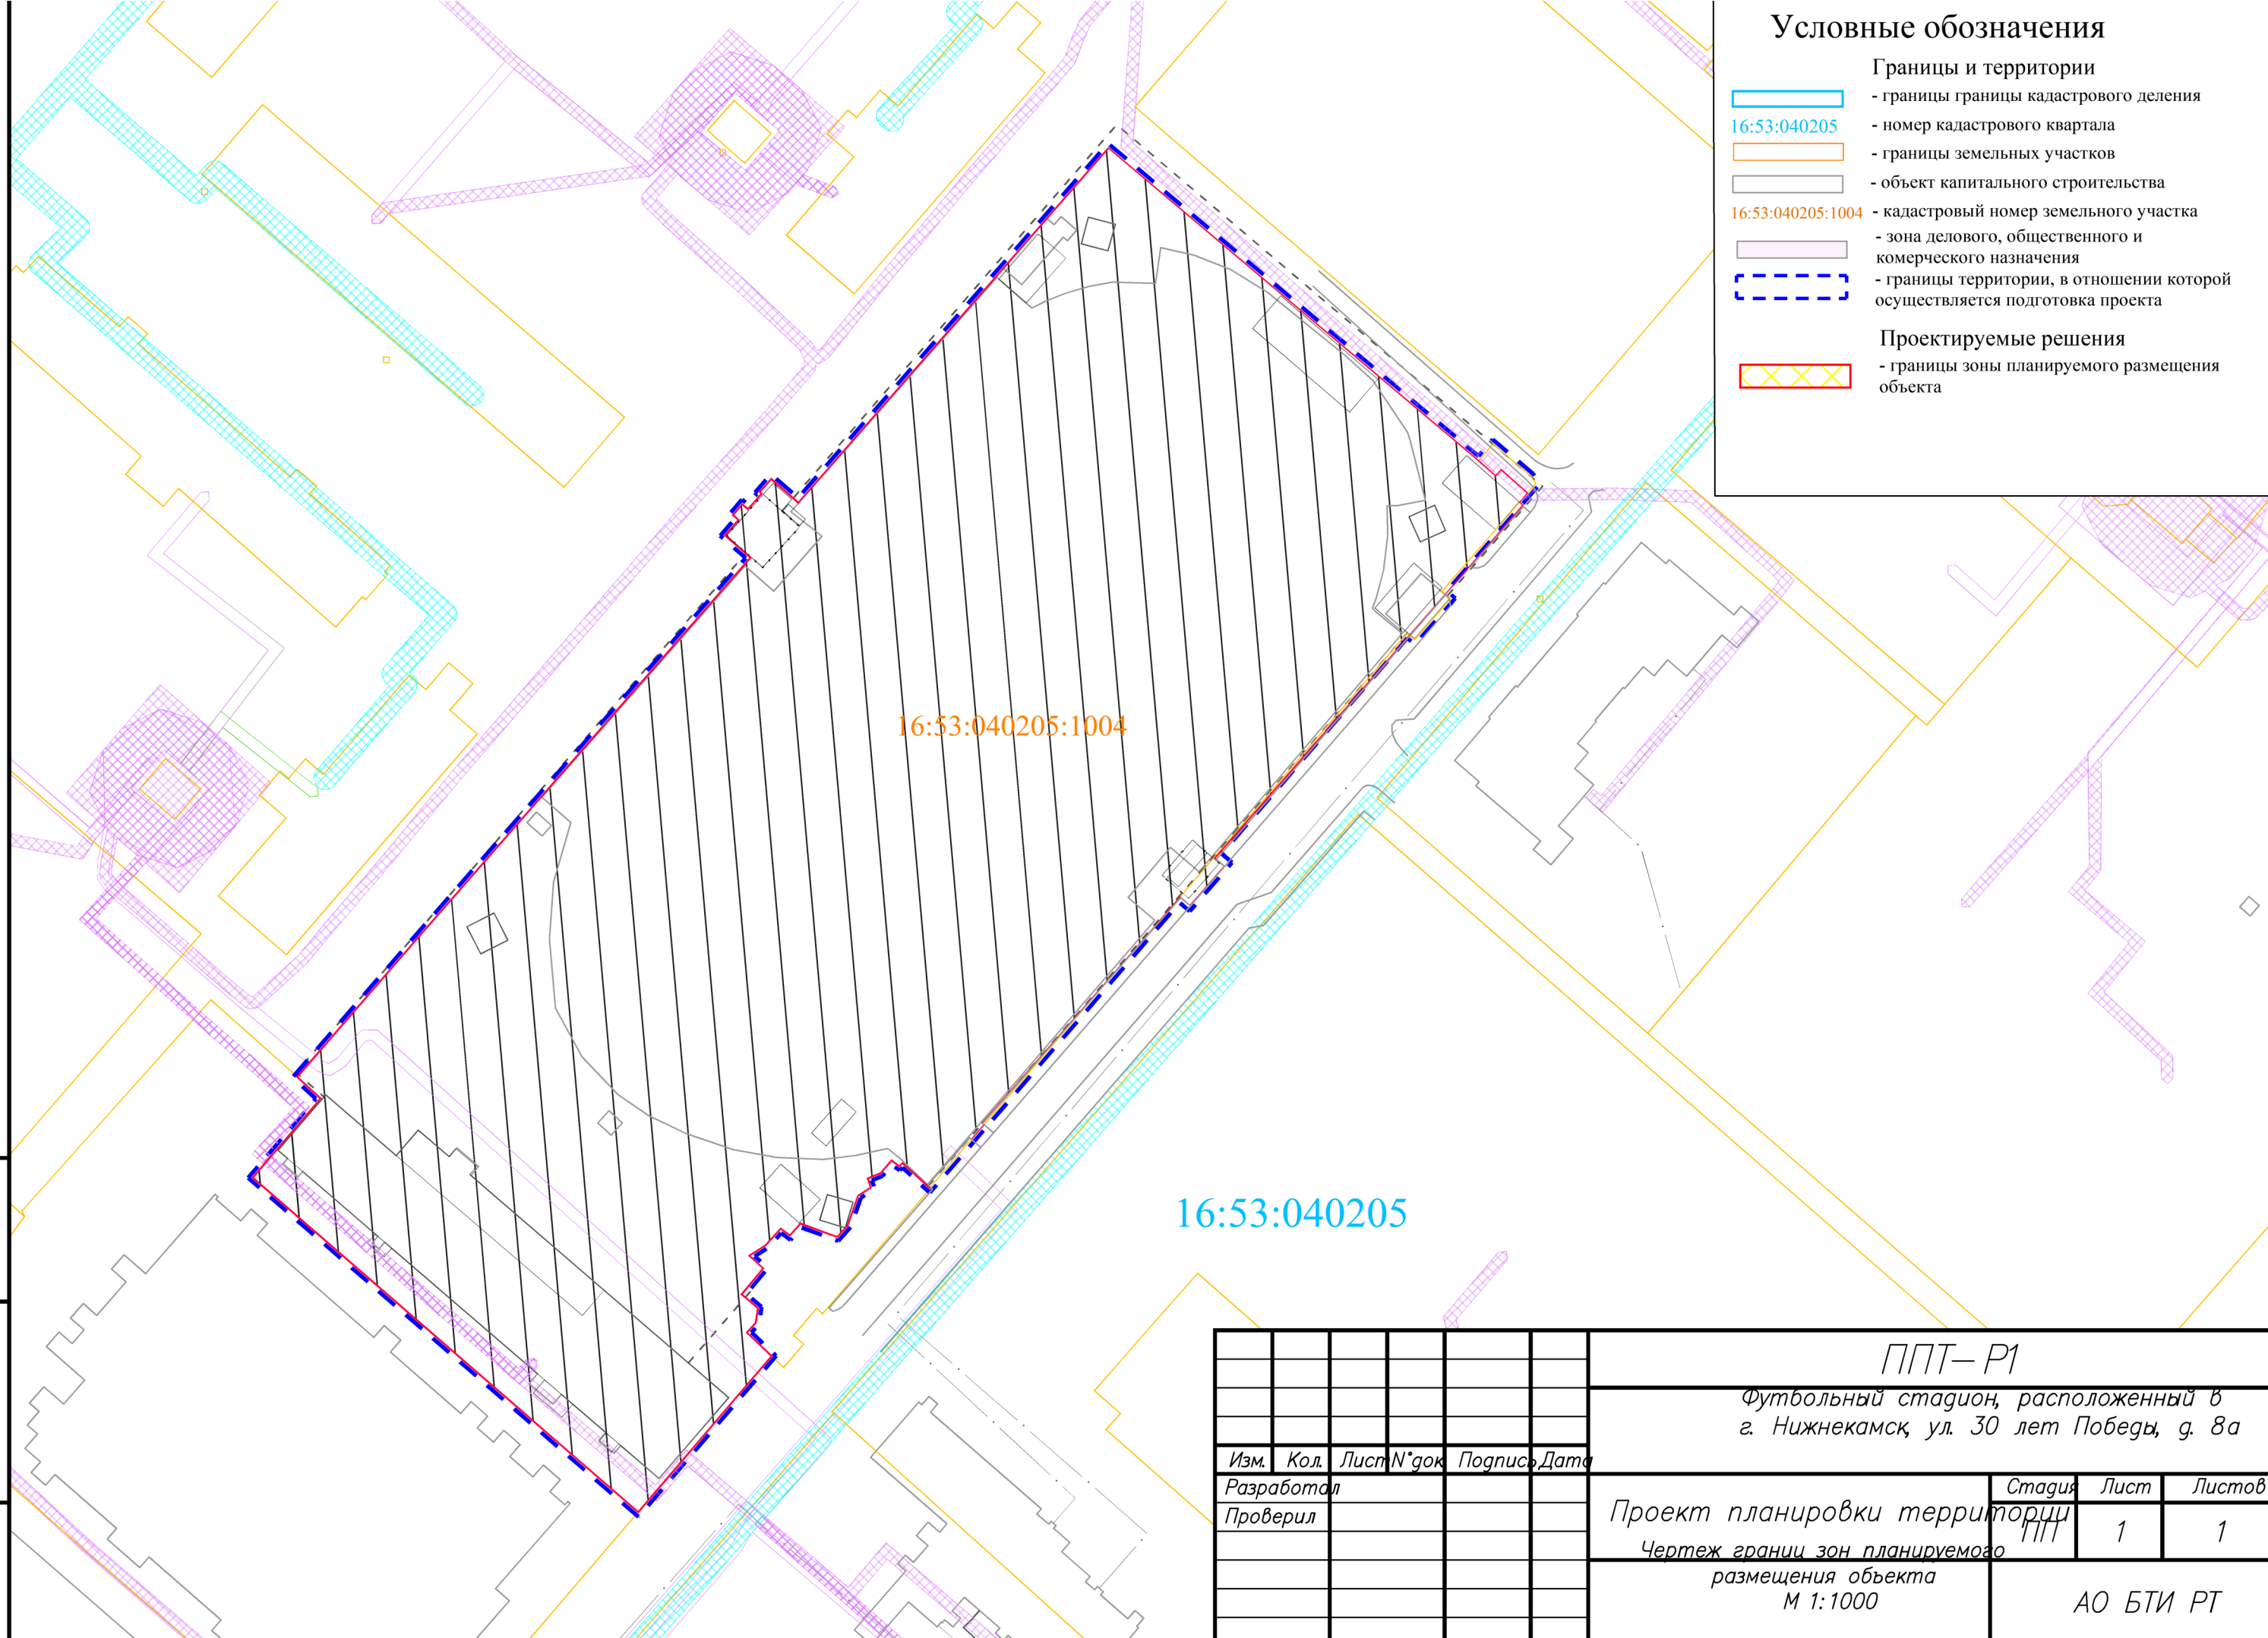 Условные обозначения
Границы и территории
- границы границы кадастрового деления
16:53:040205 - номер кадастрового квартала
- границы земельных участков
- объект капитального строительства
16:53:040205:1004 - кадастровый номер земельного участка
- зона делового, общественного и
комерческого назначения
- границы территории, в отношении которой
осуществляется подготовка проекта
Проектируемые решения
- границы зоны планируемого размещения
объекта
16:53:040205:1004
16:53:040205
ППТ-Р1
Футбольный стадион, расположенный в
г. Нижнекамск, ул. 30 лет Победы, д. 8а
Изм. Кол. Лист N°док Подпись Дата
Разработал
Проверил
Проект планировки территории
Чертеж границ зон планируемого
размещения объекта
М 1:1000
Стадия Лист Листов
ПП 1 1
АО БТИ РТ